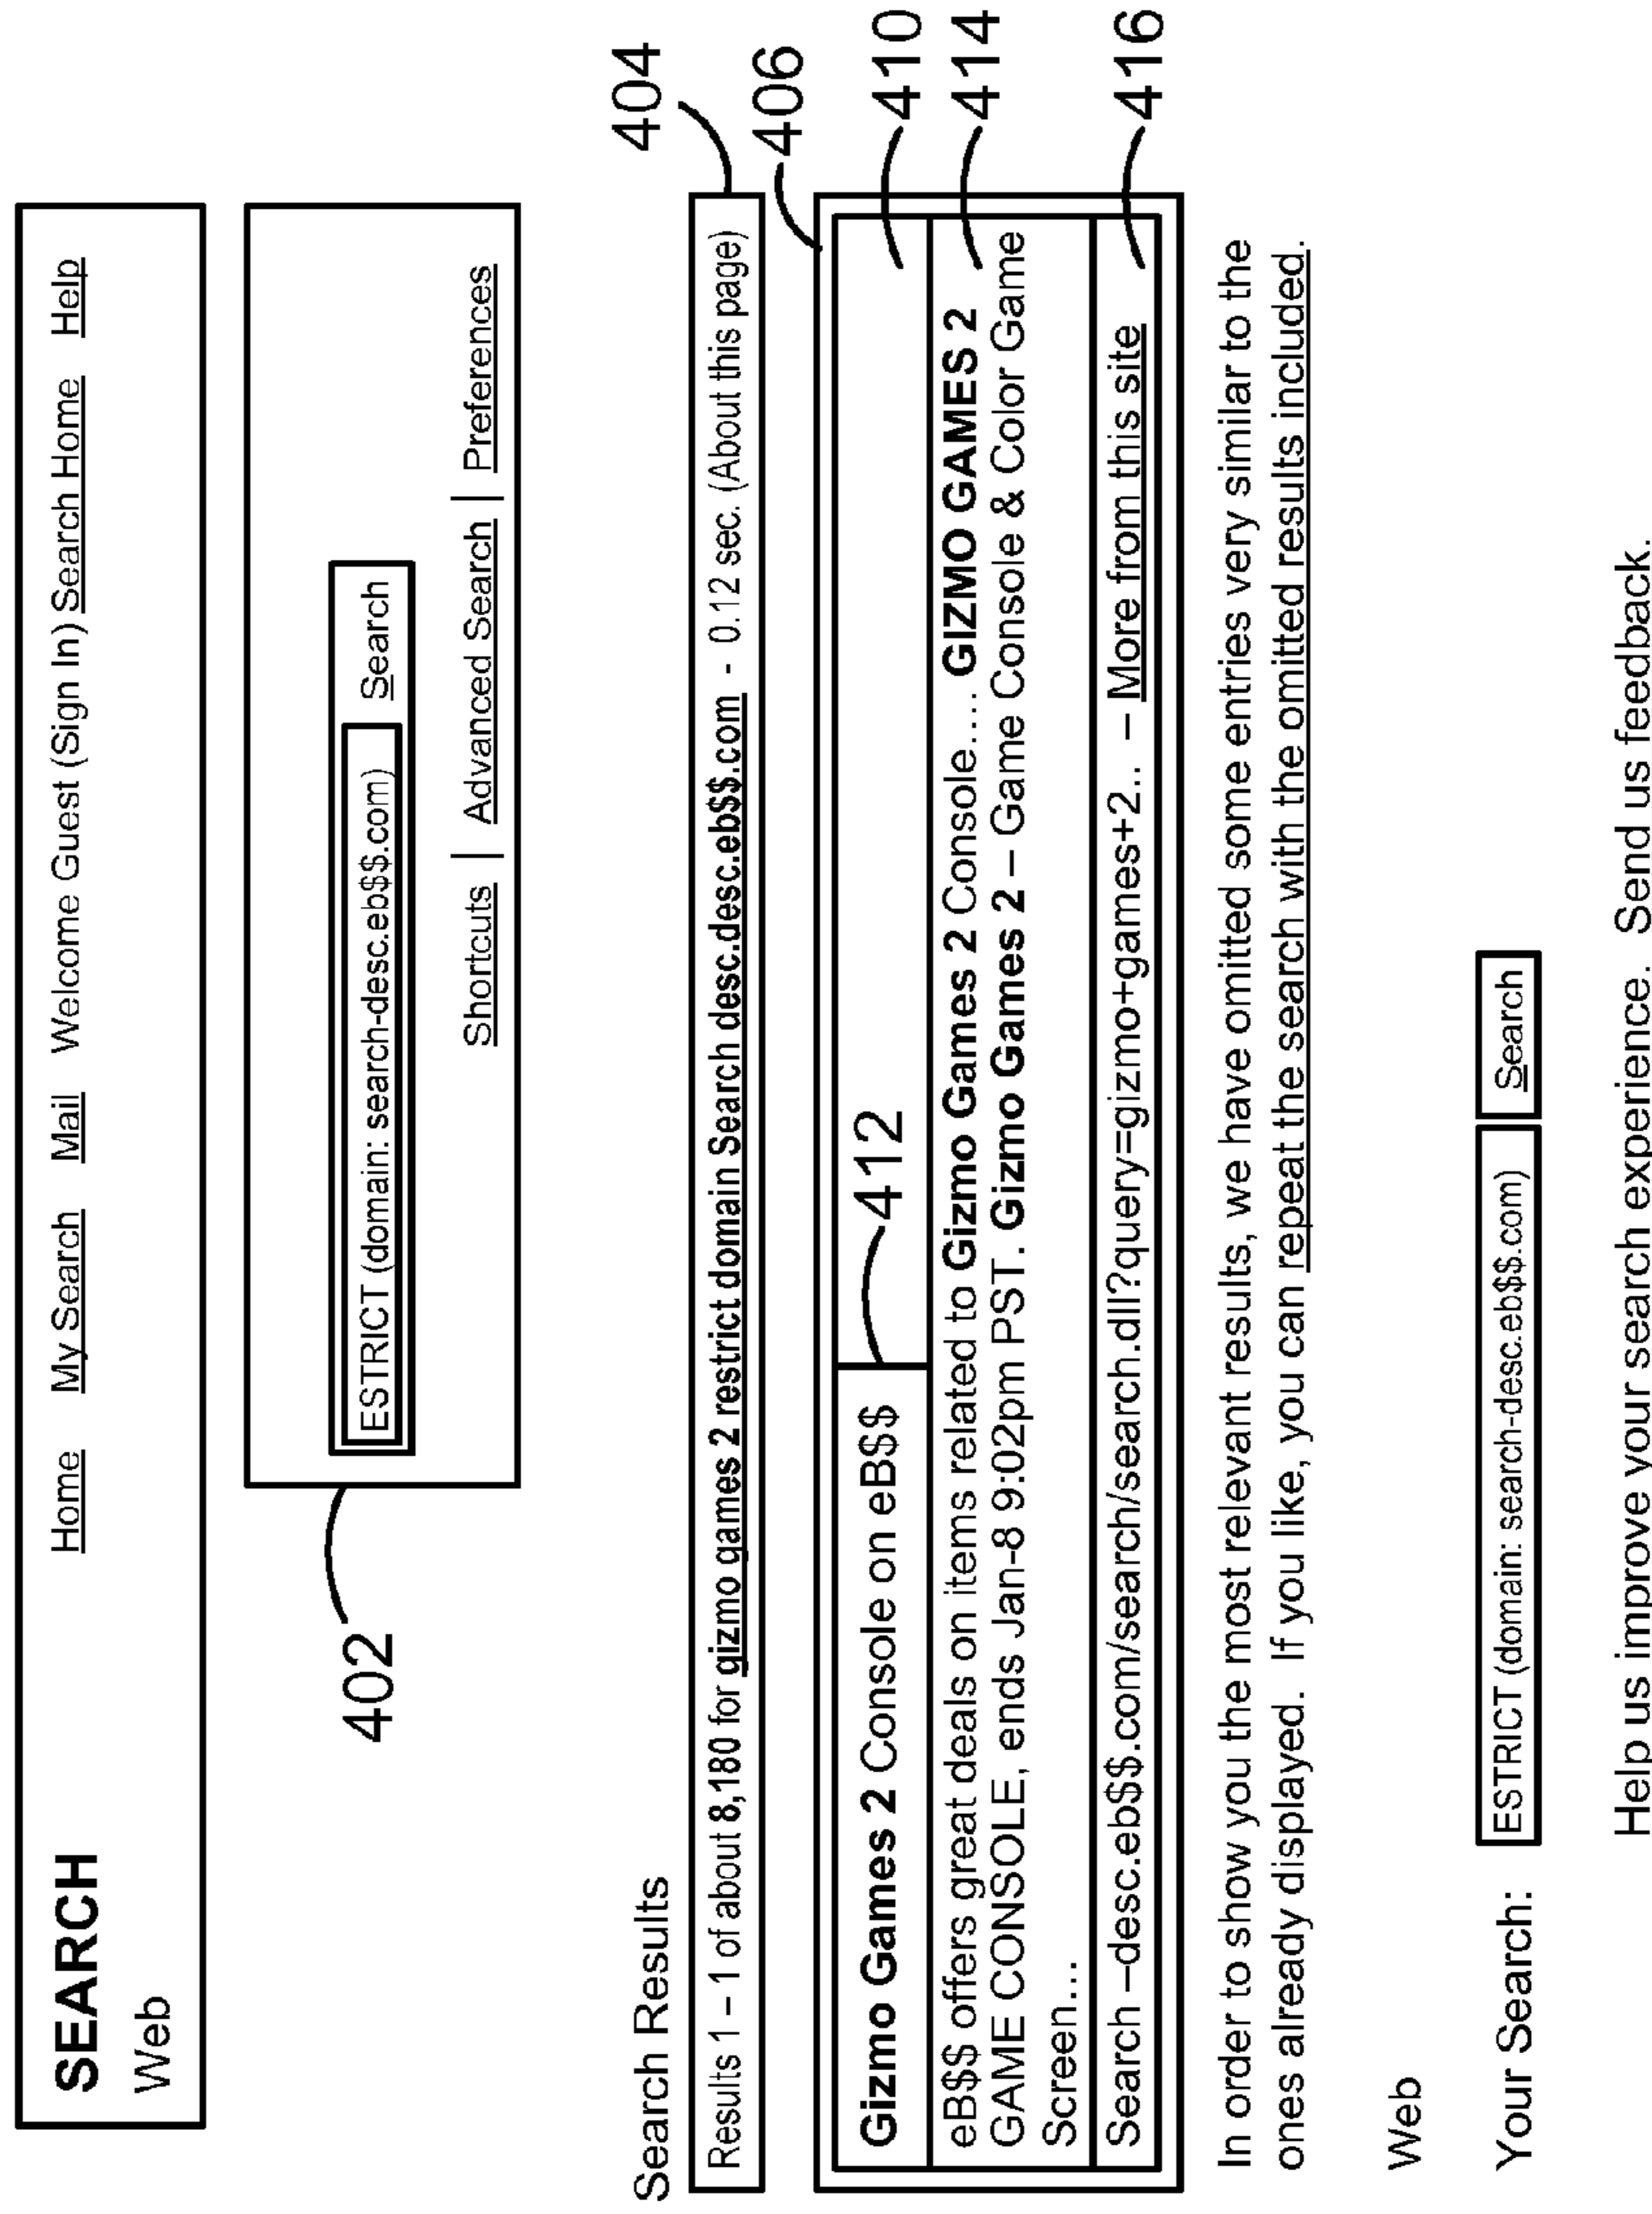 SEARCH Home My Search Mail Welcome Guest (Sign In) Search Home Help
Web
402
ESTRICT (domain: search-desc.eb$$.com) Search
Shortcuts | Advanced Search | Preferences
Search Results
404
Results 1 – 1 of about 8,180 for gizmo games 2 restrict domain Search desc.desc.eb$$.com - 0.12 sec. (About this page)
406
Gizmo Games 2 Console on eB$$
412
410
eB$$ offers great deals on items related to Gizmo Games 2 Console.... GIZMO GAMES 2
414
GAME CONSOLE, ends Jan-8 9:02pm PST. Gizmo Games 2 – Game Console & Color Game
Screen...
Search –desc.eb$$.com/search/search.dll?query=gizmo+games+2.. – More from this site
416
In order to show you the most relevant results, we have omitted some entries very similar to the
ones already displayed. If you like, you can repeat the search with the omitted results included.
Web
Your Search: ESTRICT (domain: search-desc.eb$$.com) Search
Help us improve your search experience. Send us feedback.